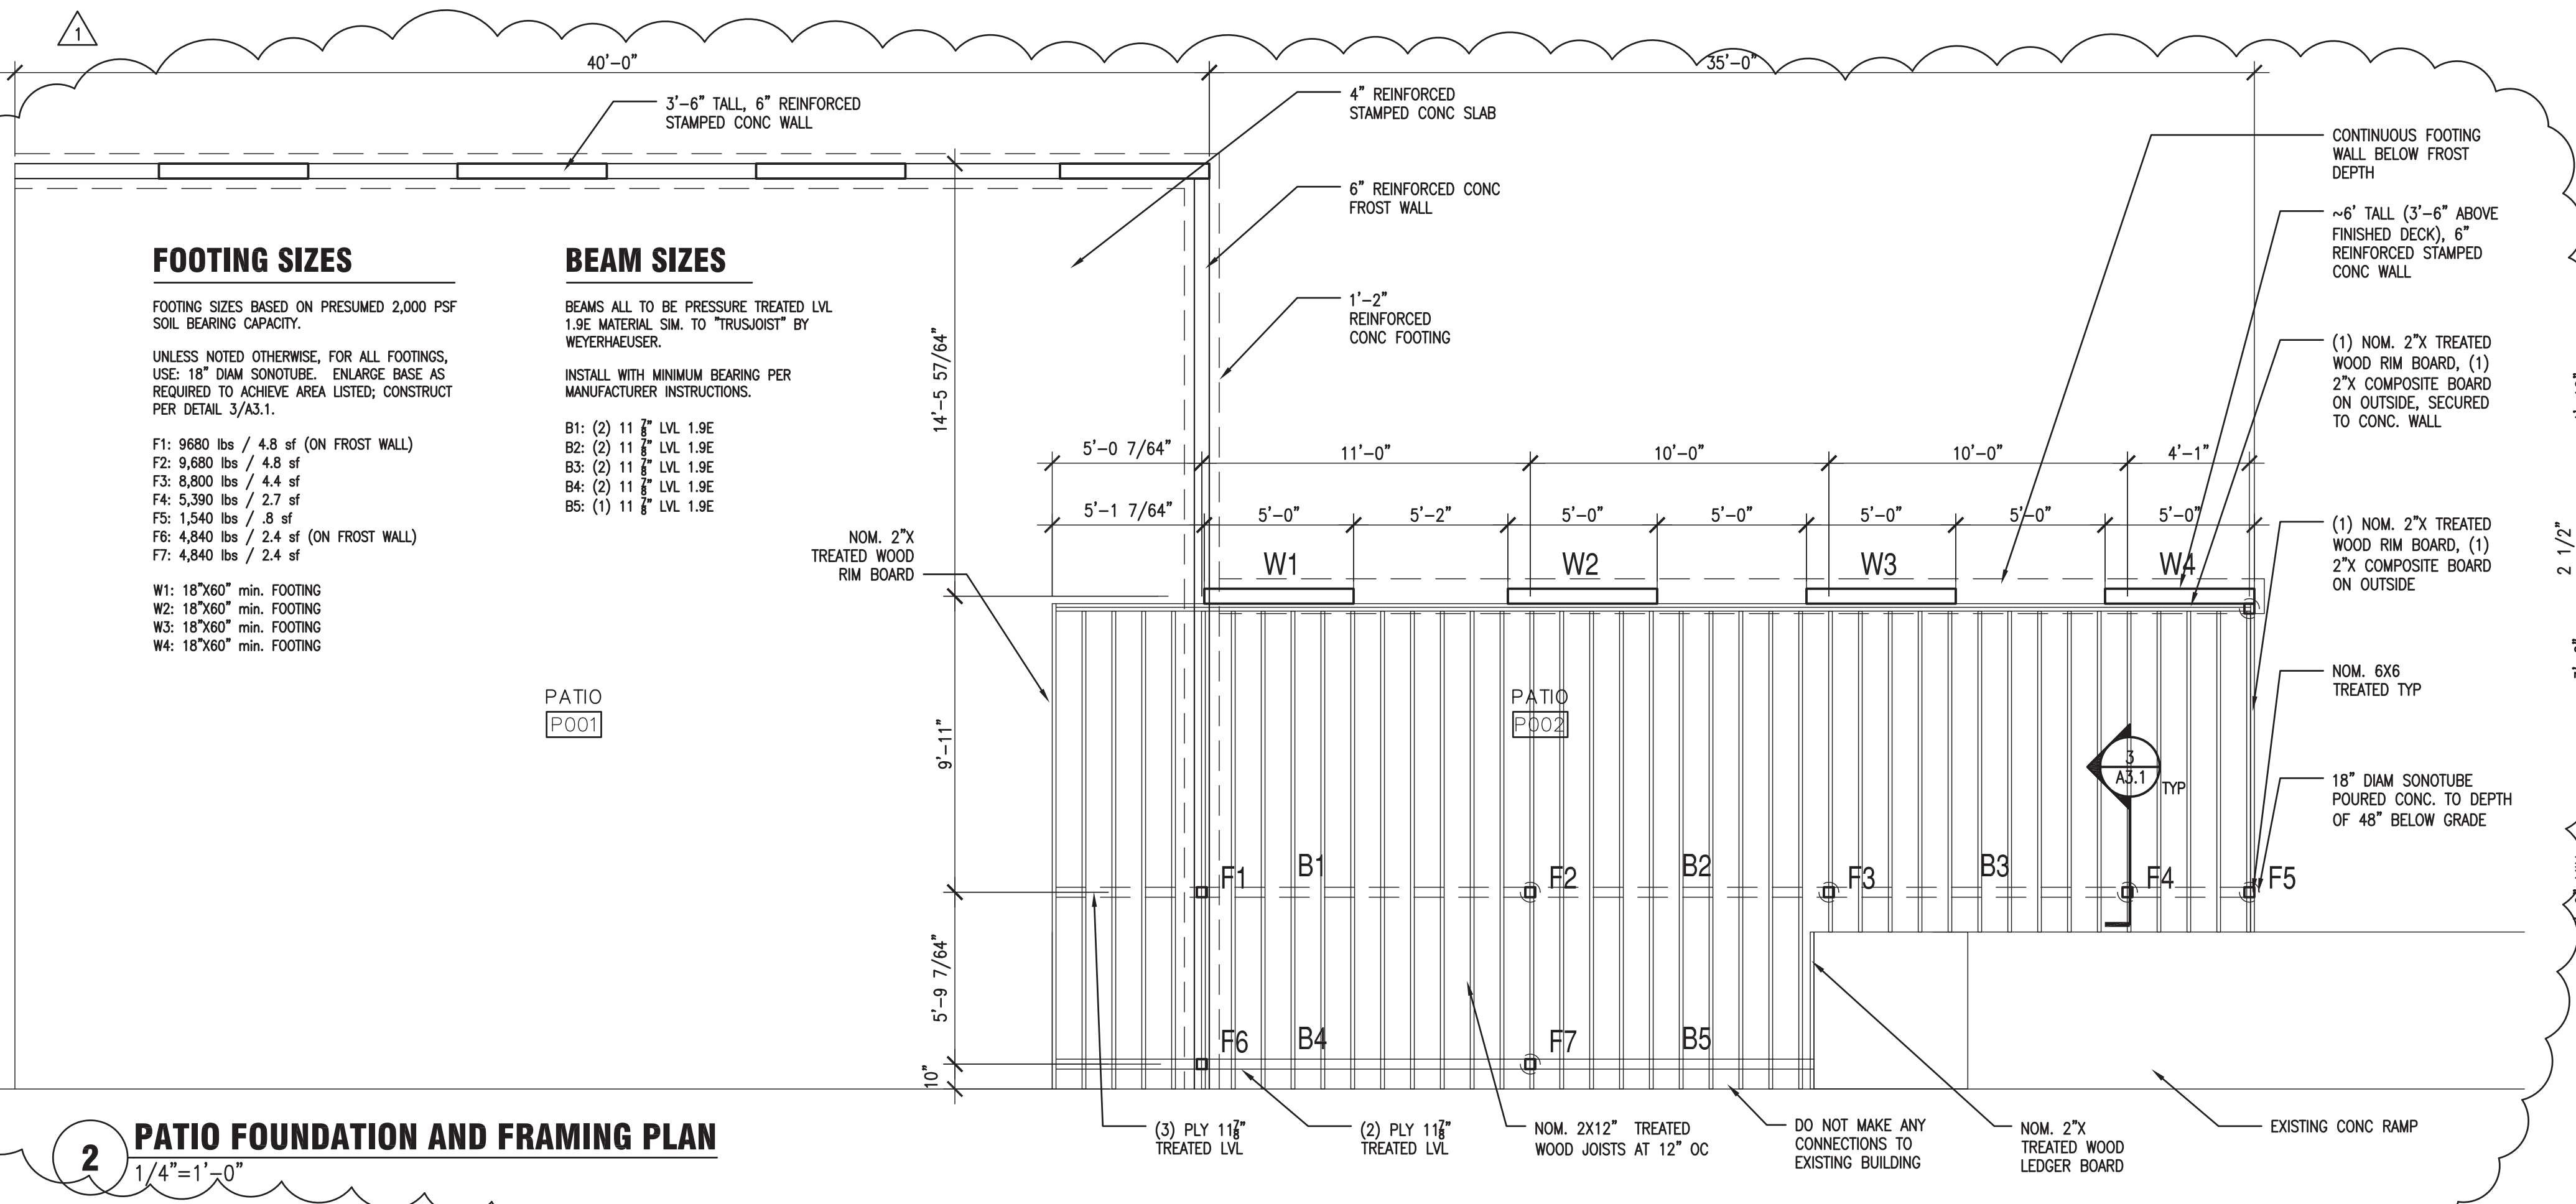 1
40'-0"
35'-0"
3'-6" TALL, 6" REINFORCED
STAMPED CONC WALL
4" REINFORCED
STAMPED CONC SLAB
6" REINFORCED CONC
FROST WALL
1'-2"
REINFORCED
CONC FOOTING
CONTINUOUS FOOTING
WALL BELOW FROST
DEPTH
~6' TALL (3'-6" ABOVE
FINISHED DECK), 6"
REINFORCED STAMPED
CONC WALL
(1) NOM. 2"X TREATED
WOOD RIM BOARD, (1)
2"X COMPOSITE BOARD
ON OUTSIDE, SECURED
TO CONC. WALL
(1) NOM. 2"X TREATED
WOOD RIM BOARD, (1)
2"X COMPOSITE BOARD
ON OUTSIDE
NOM. 6X6
TREATED TYP
18" DIAM SONOTUBE
POURED CONC. TO DEPTH
OF 48" BELOW GRADE
FOOTING SIZES
FOOTING SIZES BASED ON PRESUMED 2,000 PSF
SOIL BEARING CAPACITY.
UNLESS NOTED OTHERWISE, FOR ALL FOOTINGS,
USE: 18" DIAM SONOTUBE. ENLARGE BASE AS
REQUIRED TO ACHIEVE AREA LISTED; CONSTRUCT
PER DETAIL 3/A3.1.
F1: 9680 lbs / 4.8 sf (ON FROST WALL)
F2: 9,680 lbs / 4.8 sf
F3: 8,800 lbs / 4.4 sf
F4: 5,390 lbs / 2.7 sf
F5: 1,540 lbs / .8 sf
F6: 4,840 lbs / 2.4 sf (ON FROST WALL)
F7: 4,840 lbs / 2.4 sf
W1: 18"X60" min. FOOTING
W2: 18"X60" min. FOOTING
W3: 18"X60" min. FOOTING
W4: 18"X60" min. FOOTING
BEAM SIZES
BEAMS ALL TO BE PRESSURE TREATED LVL
1.9E MATERIAL SIM. TO "TRUSJOIST" BY
WEYERHAEUSER.
INSTALL WITH MINIMUM BEARING PER
MANUFACTURER INSTRUCTIONS.
B1: (2) 11 7/8" LVL 1.9E
B2: (2) 11 7/8" LVL 1.9E
B3: (2) 11 7/8" LVL 1.9E
B4: (2) 11 7/8" LVL 1.9E
B5: (1) 11 7/8" LVL 1.9E
NOM. 2"X
TREATED WOOD
RIM BOARD
14'-5 57/64"
9'-11"
5'-9 7/64"
10"
5'-0 7/64"
11'-0"
10'-0"
10'-0"
4'-1"
5'-1 7/64"
5'-0"
5'-2"
5'-0"
5'-0"
5'-0"
5'-0"
5'-0"
W1
W2
W3
W4
2 1/2"
PATIO
P001
PATIO
P002
3
A3.1
TYP
F1
B1
F2
B2
F3
B3
F4
F5
F6
B4
F7
B5
(3) PLY 11 7/8"
TREATED LVL
(2) PLY 11 7/8"
TREATED LVL
NOM. 2X12" TREATED
WOOD JOISTS AT 12" OC
DO NOT MAKE ANY
CONNECTIONS TO
EXISTING BUILDING
NOM. 2"X
TREATED WOOD
LEDGER BOARD
EXISTING CONC RAMP
2
PATIO FOUNDATION AND FRAMING PLAN
1/4"=1'-0"